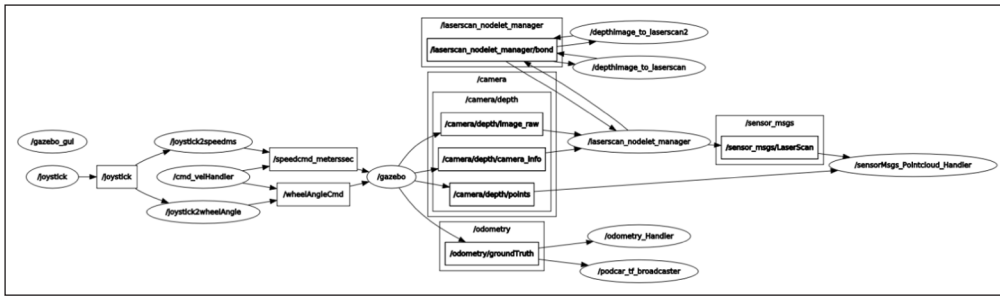 /laserscan_nodelet_manager
/depthimage_to_laserscan2
/laserscan_nodelet_manager/bond
/depthimage_to_laserscan
/camera
/camera/depth
/camera/depth/image_raw
/sensor_msgs
/gazebo_gui
/joystick2speedms
/laserscan_nodelet_manager
/sensor_msgs/LaserScan
/speedcmd_meterssec
/camera/depth/camera_info
/sensorMsgs_Pointcloud_Handler
/joystick
/joystick
/cmd_velHandler
/gazebo
/wheelAngleCmd
/camera/depth/points
/joystick2wheelAngle
/odometry
/odometry_Handler
/odometry/groundTruth
/podcar_tf_broadcaster